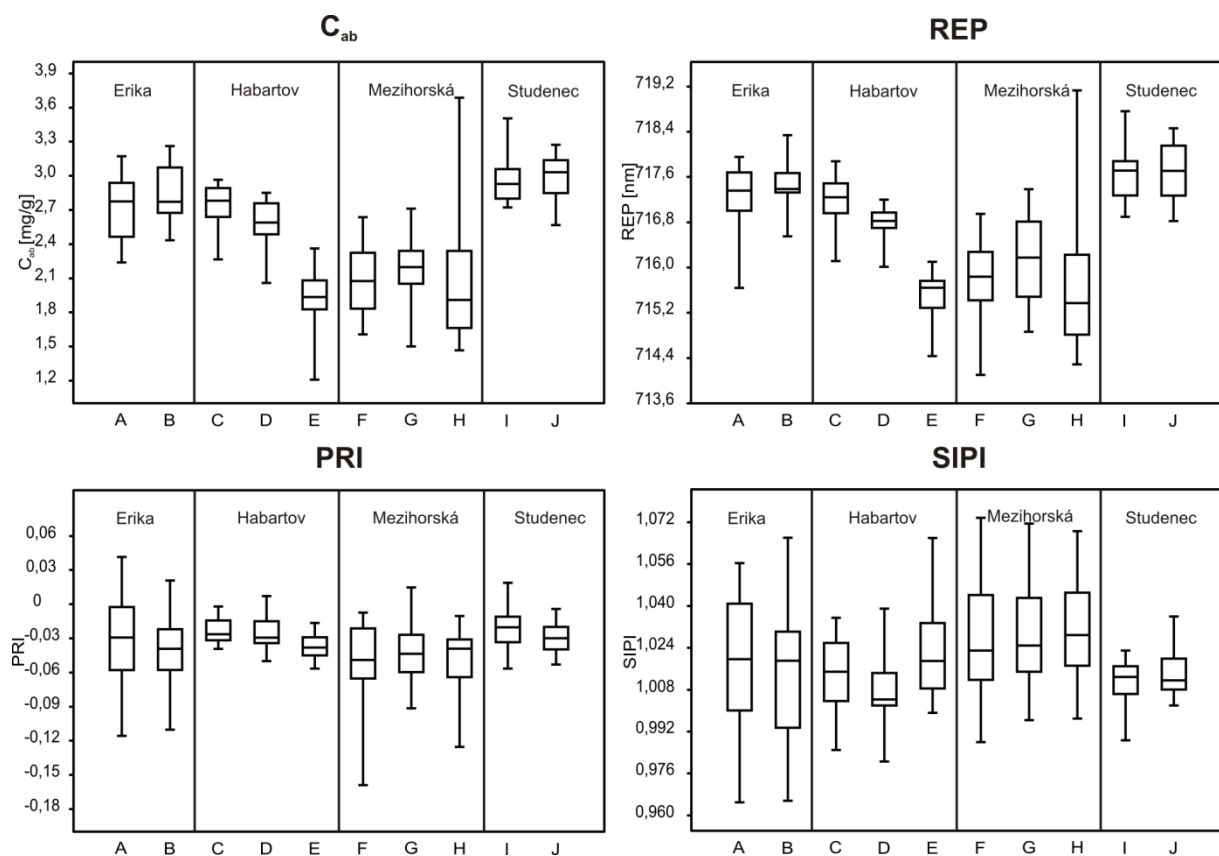 C_ab
Erika Habartov Mezihorská Studenec
C_ab [mg/g]
3,9
3,6
3,3
3,0
2,7
2,4
2,1
1,8
1,5
1,2
A B C D E F G H I J
REP
Erika Habartov Mezihorská Studenec
REP [nm]
719,2
718,4
717,6
716,8
716,0
715,2
714,4
713,6
A B C D E F G H I J
PRI
Erika Habartov Mezihorská Studenec
PRI
0,06
0,03
0
-0,03
-0,06
-0,09
-0,12
-0,15
-0,18
A B C D E F G H I J
SIPI
Erika Habartov Mezihorská Studenec
SIPI
1,072
1,056
1,040
1,024
1,008
0,992
0,976
0,960
A B C D E F G H I J